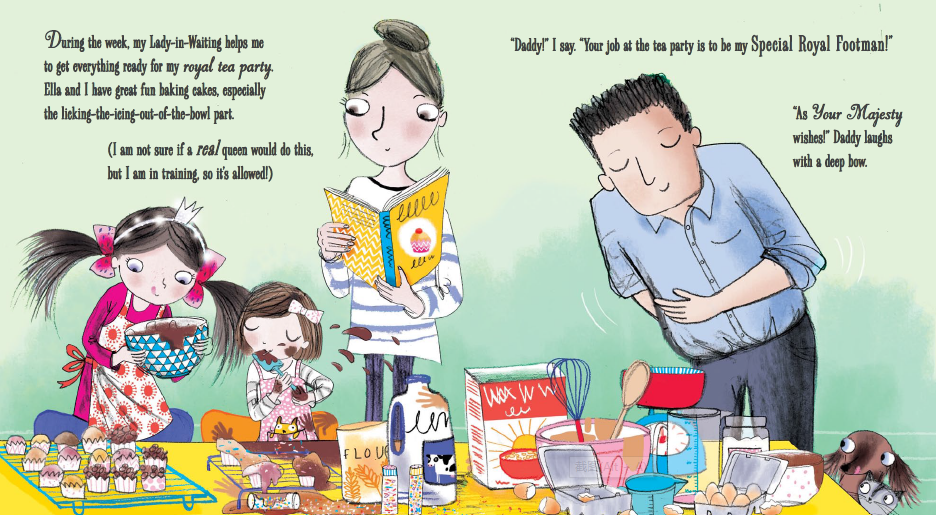 During the week, my Lady-in-Waiting helps me
to get everything ready for my royal tea party.
Ella and I have great fun baking cakes, especially
the licking-the-icing-out-of-the-bowl part.
(I am not sure if a real queen would do this,
but I am in training, so it's allowed!)
"Daddy!" I say. "Your job at the tea party is to be my Special Royal Footman!"
"As Your Majesty
wishes!" Daddy laughs
with a deep bow.
FLOU